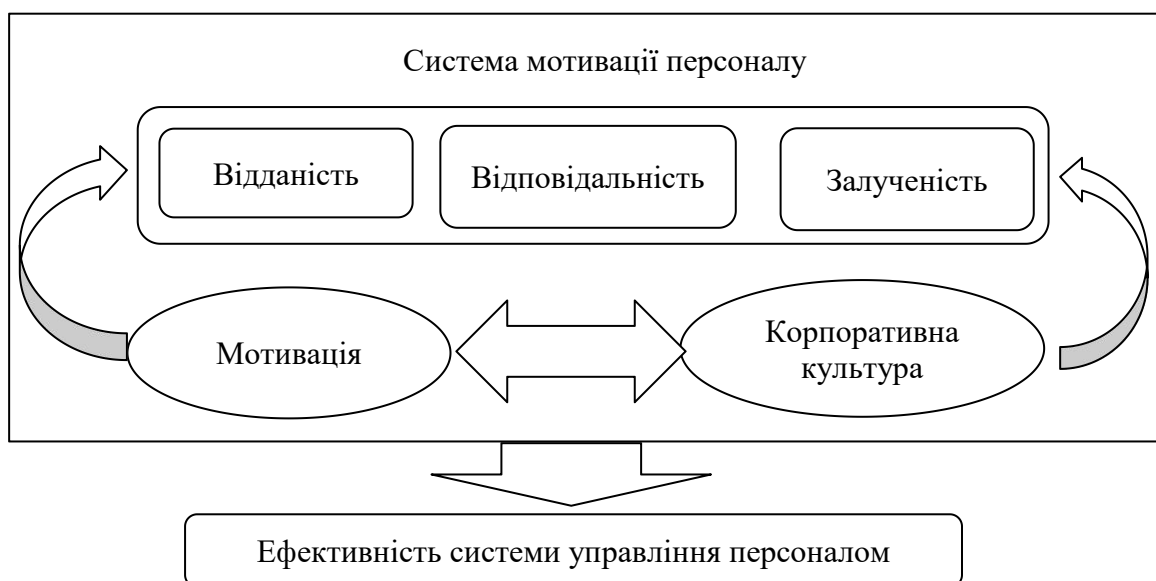 Система мотивації персоналу
Відданість
Відповідальність
Залученість
Мотивація
Корпоративна
культура
Ефективність системи управління персоналом